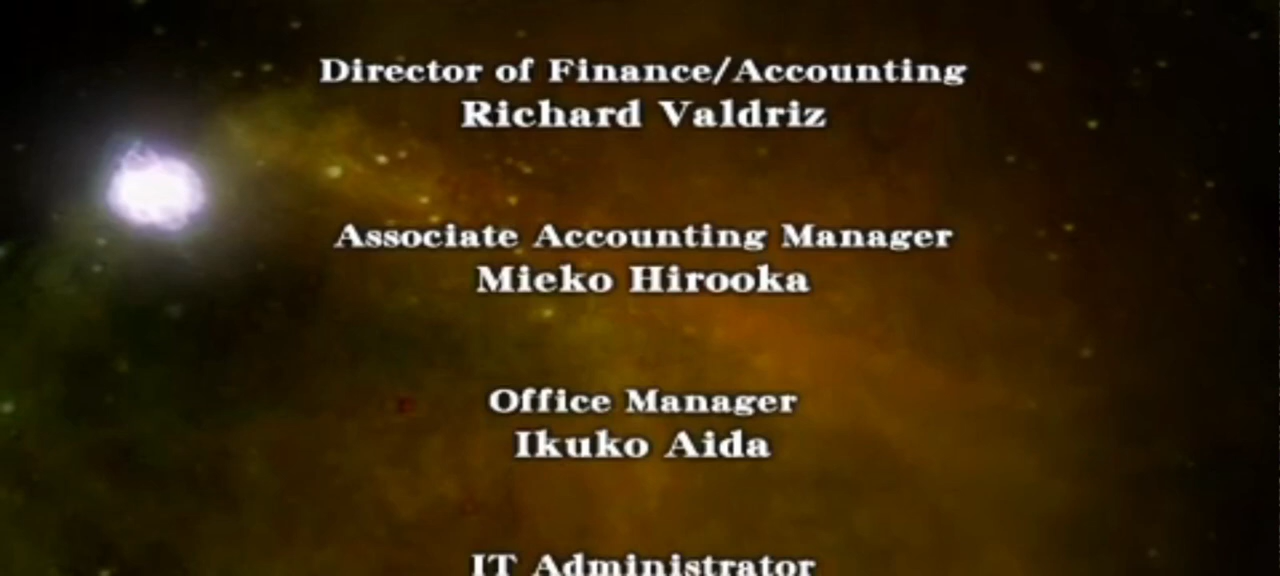 Director of Finance/Accounting
Richard Valdriz
Associate Accounting Manager
Mieko Hirooka
Office Manager
Ikuko Aida
IT Administrator